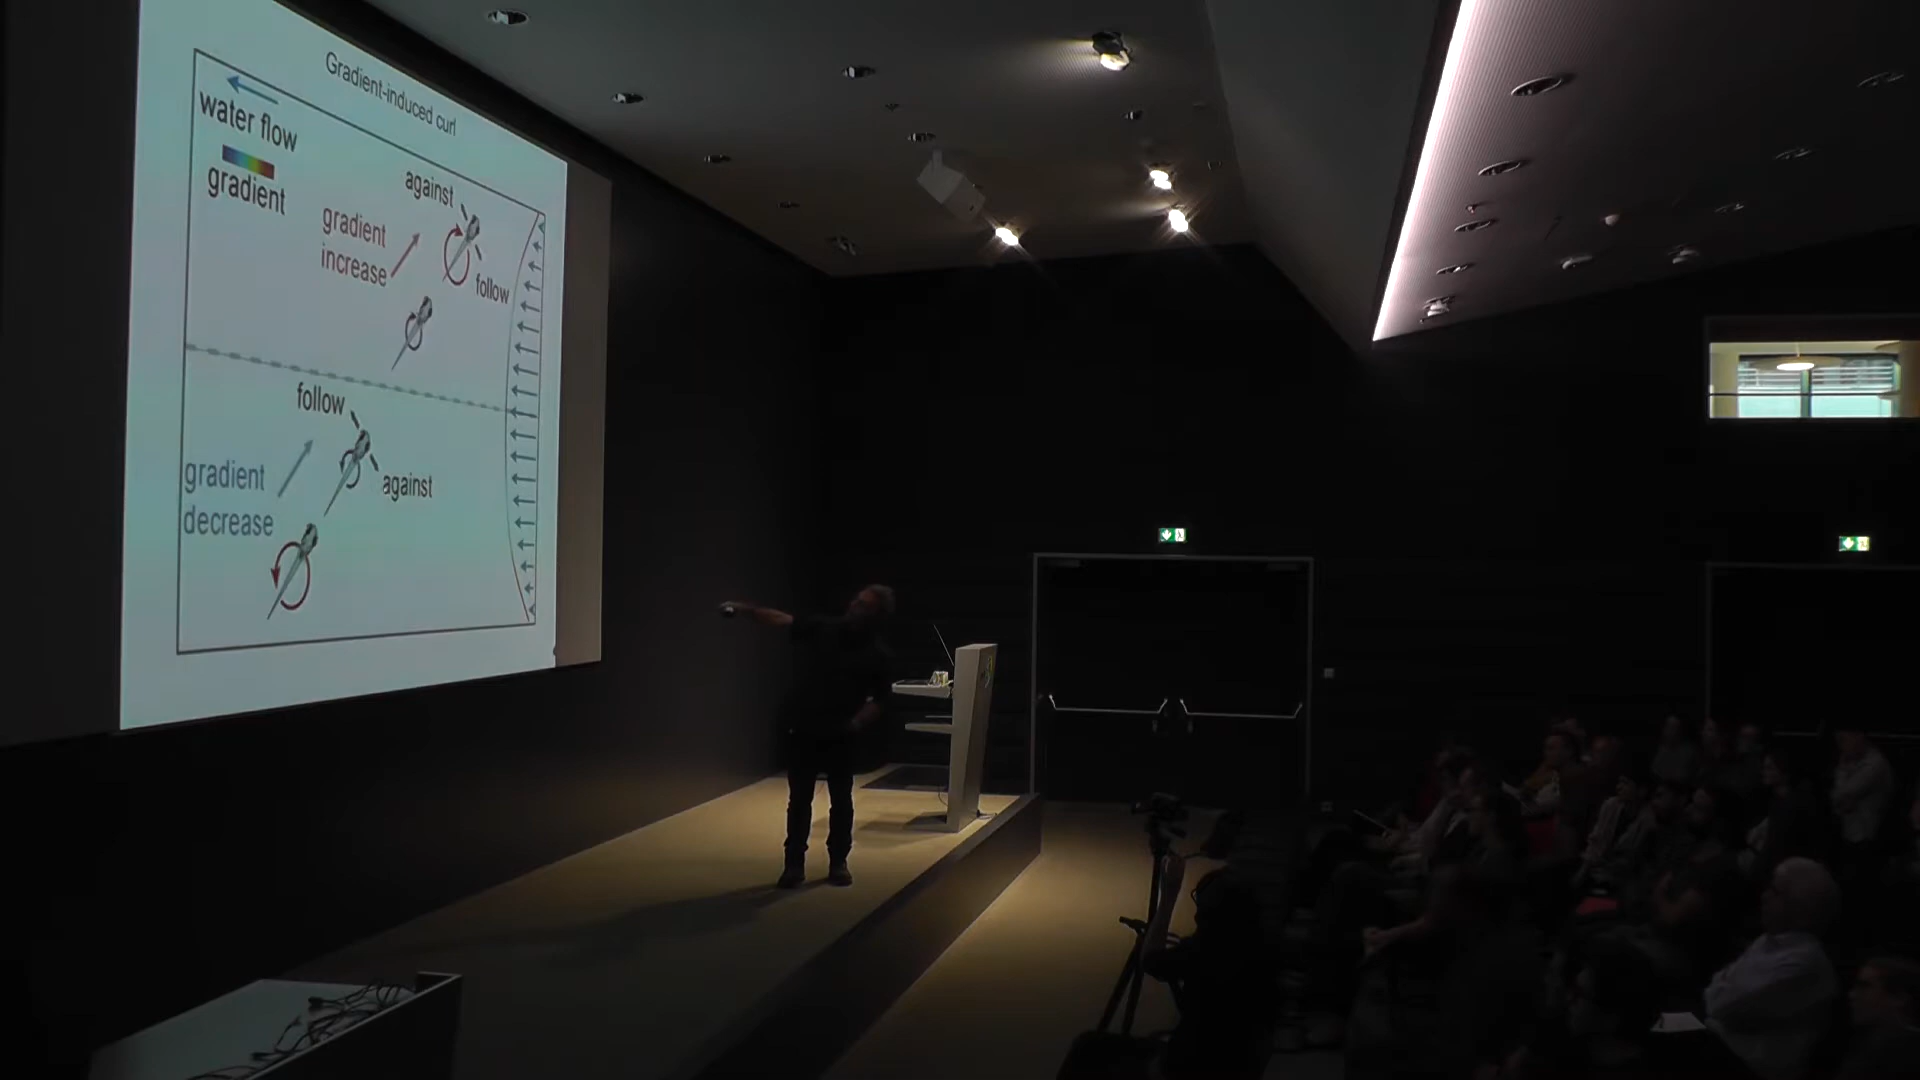 Gradient-induced curl
water flow
gradient
against
gradient
increase
follow
follow
gradient
decrease
against